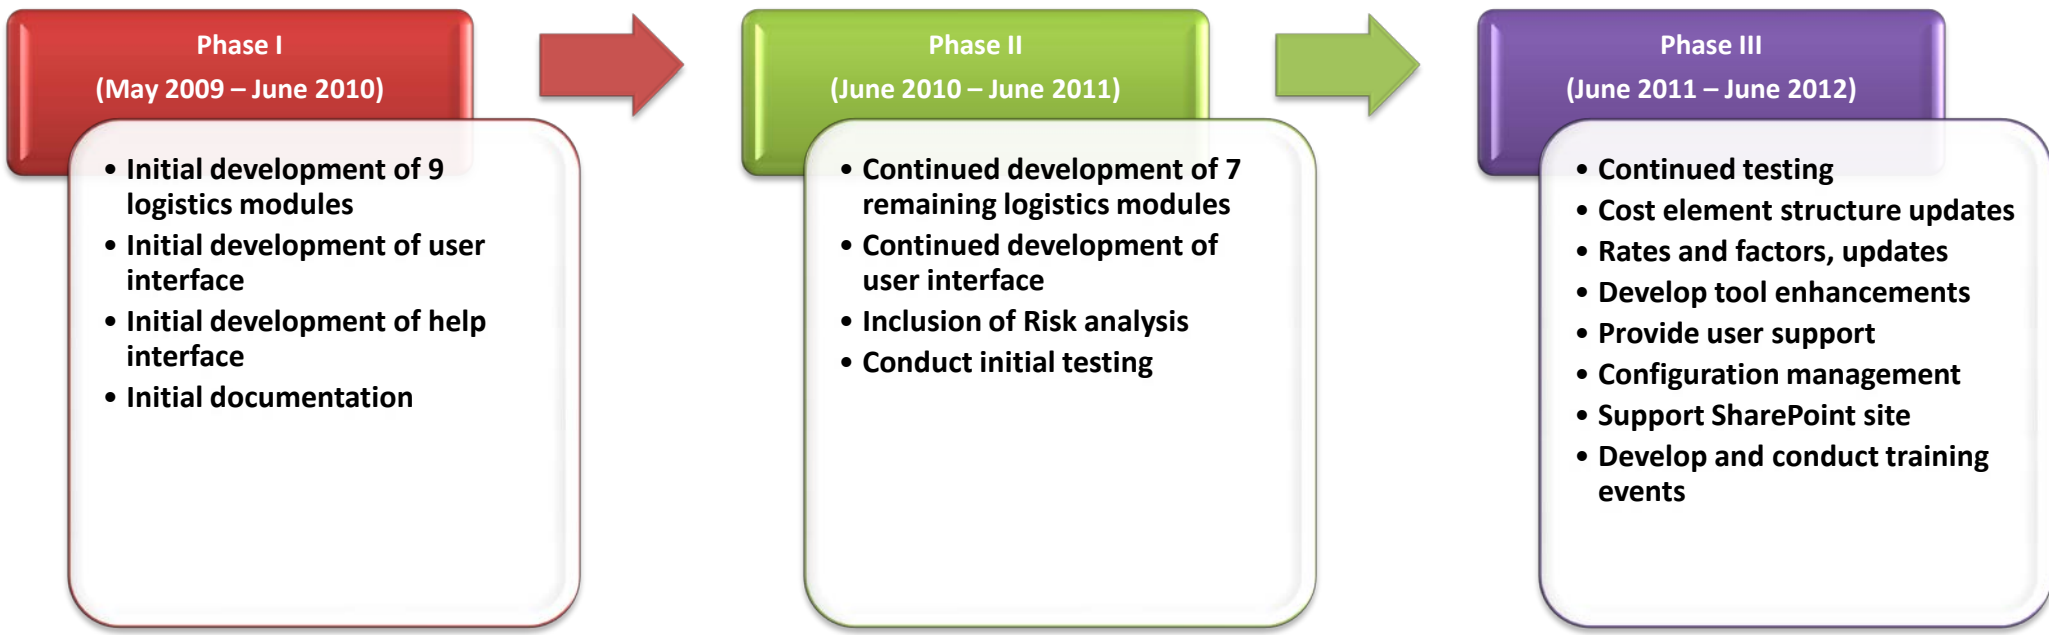 Phase I
(May 2009 – June 2010)
• Initial development of 9
logistics modules
• Initial development of user
interface
• Initial development of help
interface
• Initial documentation
Phase II
(June 2010 – June 2011)
• Continued development of 7
remaining logistics modules
• Continued development of
user interface
• Inclusion of Risk analysis
• Conduct initial testing
Phase III
(June 2011 – June 2012)
• Continued testing
• Cost element structure updates
• Rates and factors, updates
• Develop tool enhancements
• Provide user support
• Configuration management
• Support SharePoint site
• Develop and conduct training
events